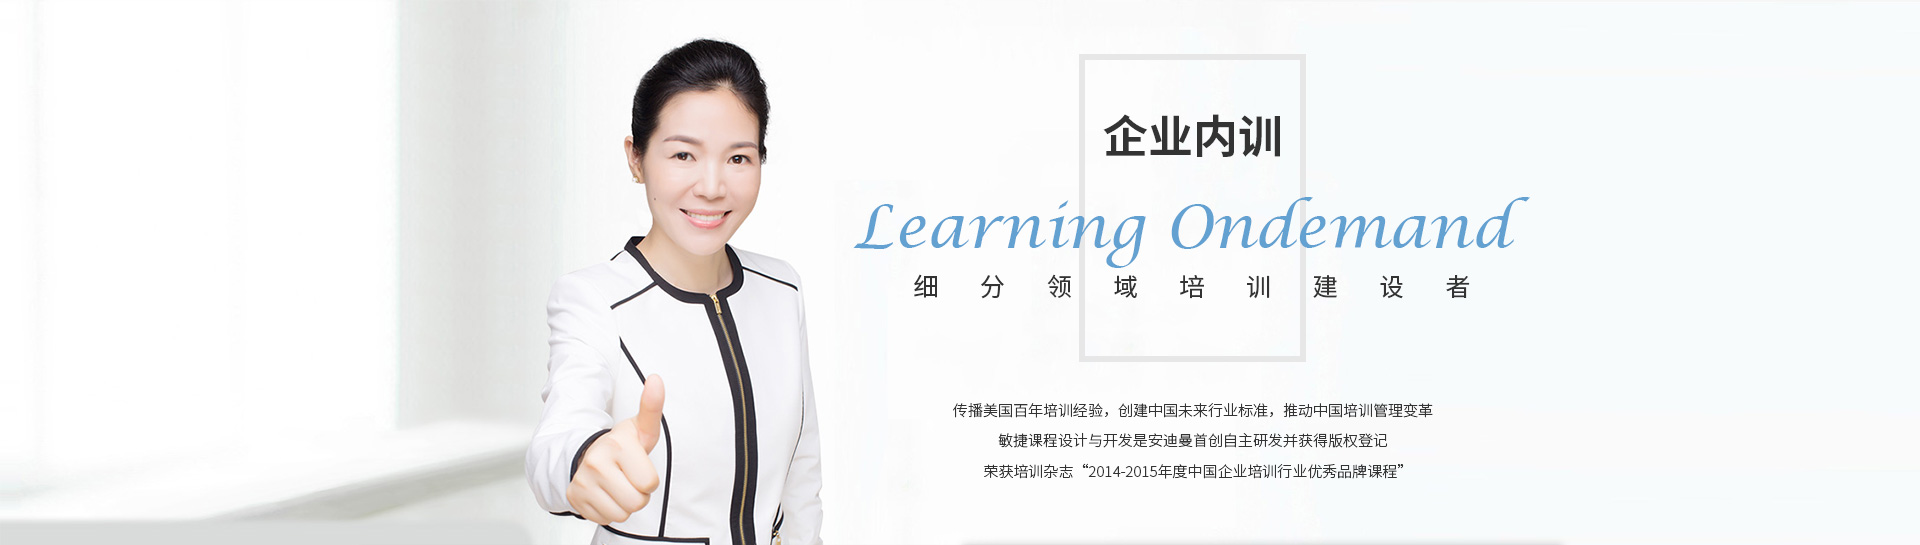 企业内训
Learning Ondemand
细分领域培训建设者
传播美国百年培训经验，创建中国未来行业标准，推动中国培训管理变革
敏捷课程设计与开发是安迪曼首创自主研发并获得版权登记
荣获培训杂志“2014-2015年度中国企业培训行业优秀品牌课程”